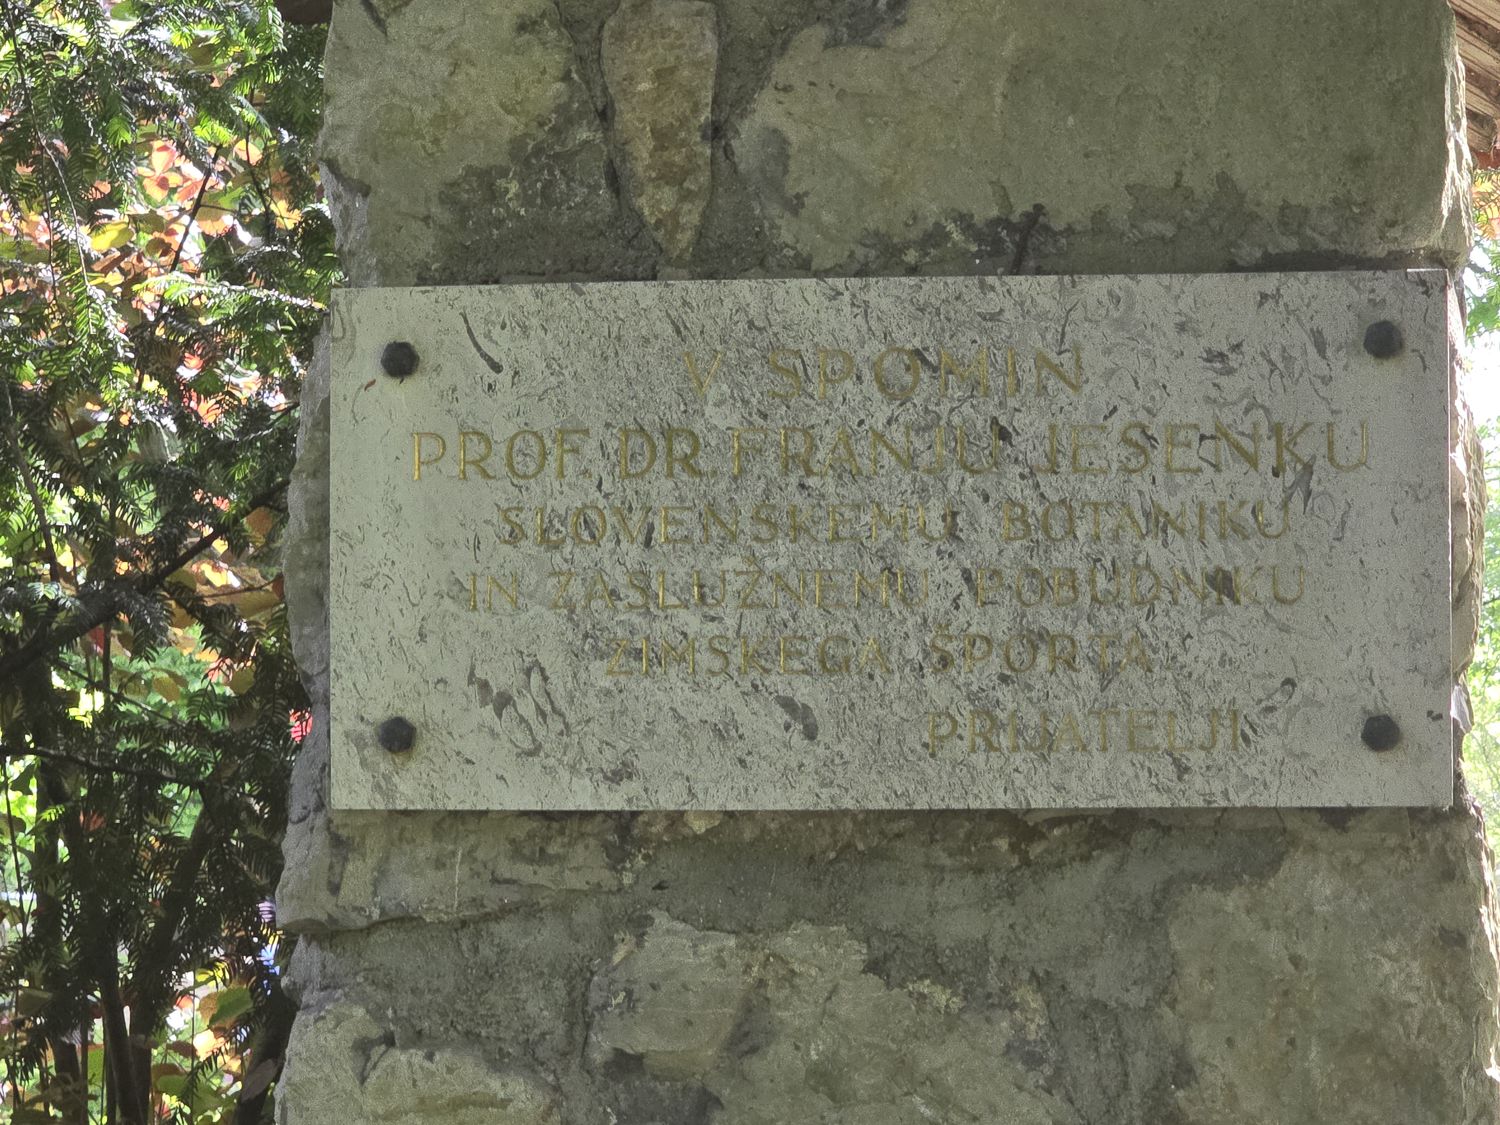 V SPOMIN
PROF. DR. FRANJU JESENKU
SLOVENSKEMU BOTANIKU
IN ZASLUŽNEMU POBUDNIKU
ZIMSKEGA ŠPORTA
PRIJATELJI